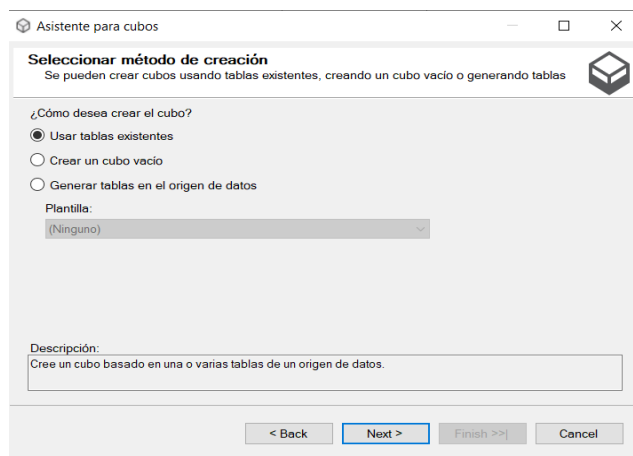 Asistente para cubos
Seleccionar método de creación
Se pueden crear cubos usando tablas existentes, creando un cubo vacío o generando tablas
¿Cómo desea crear el cubo?
Usar tablas existentes
Crear un cubo vacío
Generar tablas en el origen de datos
Plantilla:
(Ninguno)
Descripción:
Cree un cubo basado en una o varias tablas de un origen de datos.
< Back Next > Finish >>| Cancel